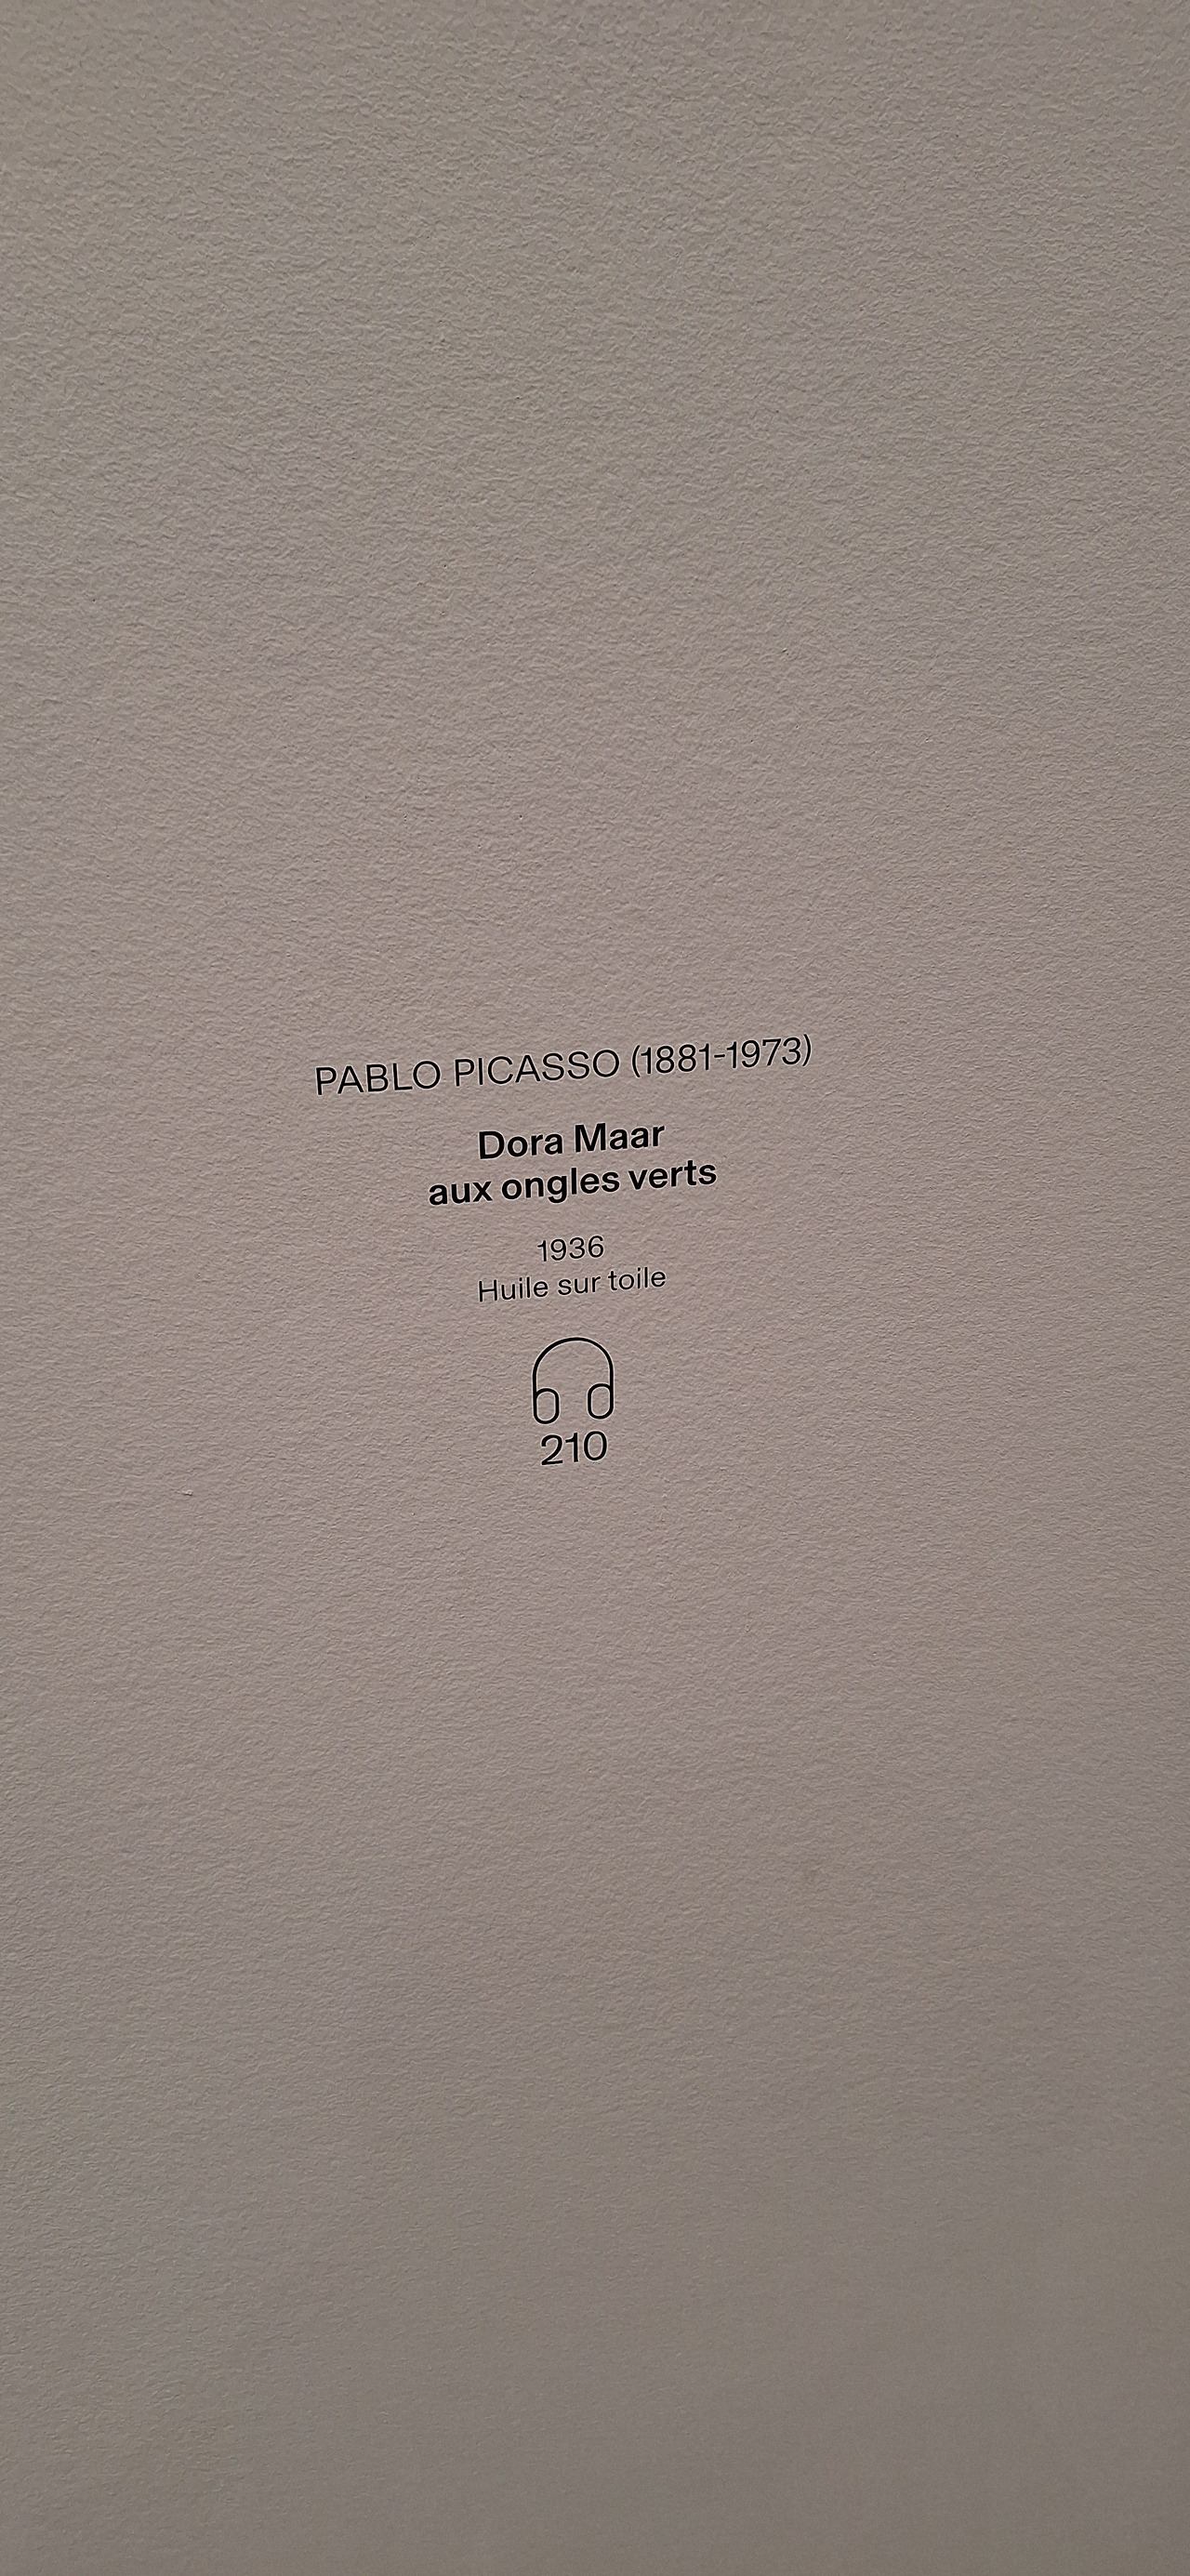 PABLO PICASSO (1881-1973)
Dora Maar
aux ongles verts
1936
Huile sur toile
210